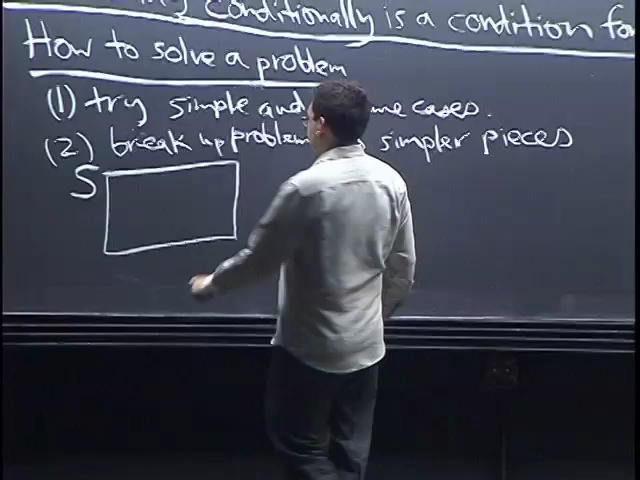 conditionally is a condition for
How to solve a problem
(1) try simple and me cases.
(2) break up problem simpler pieces
S